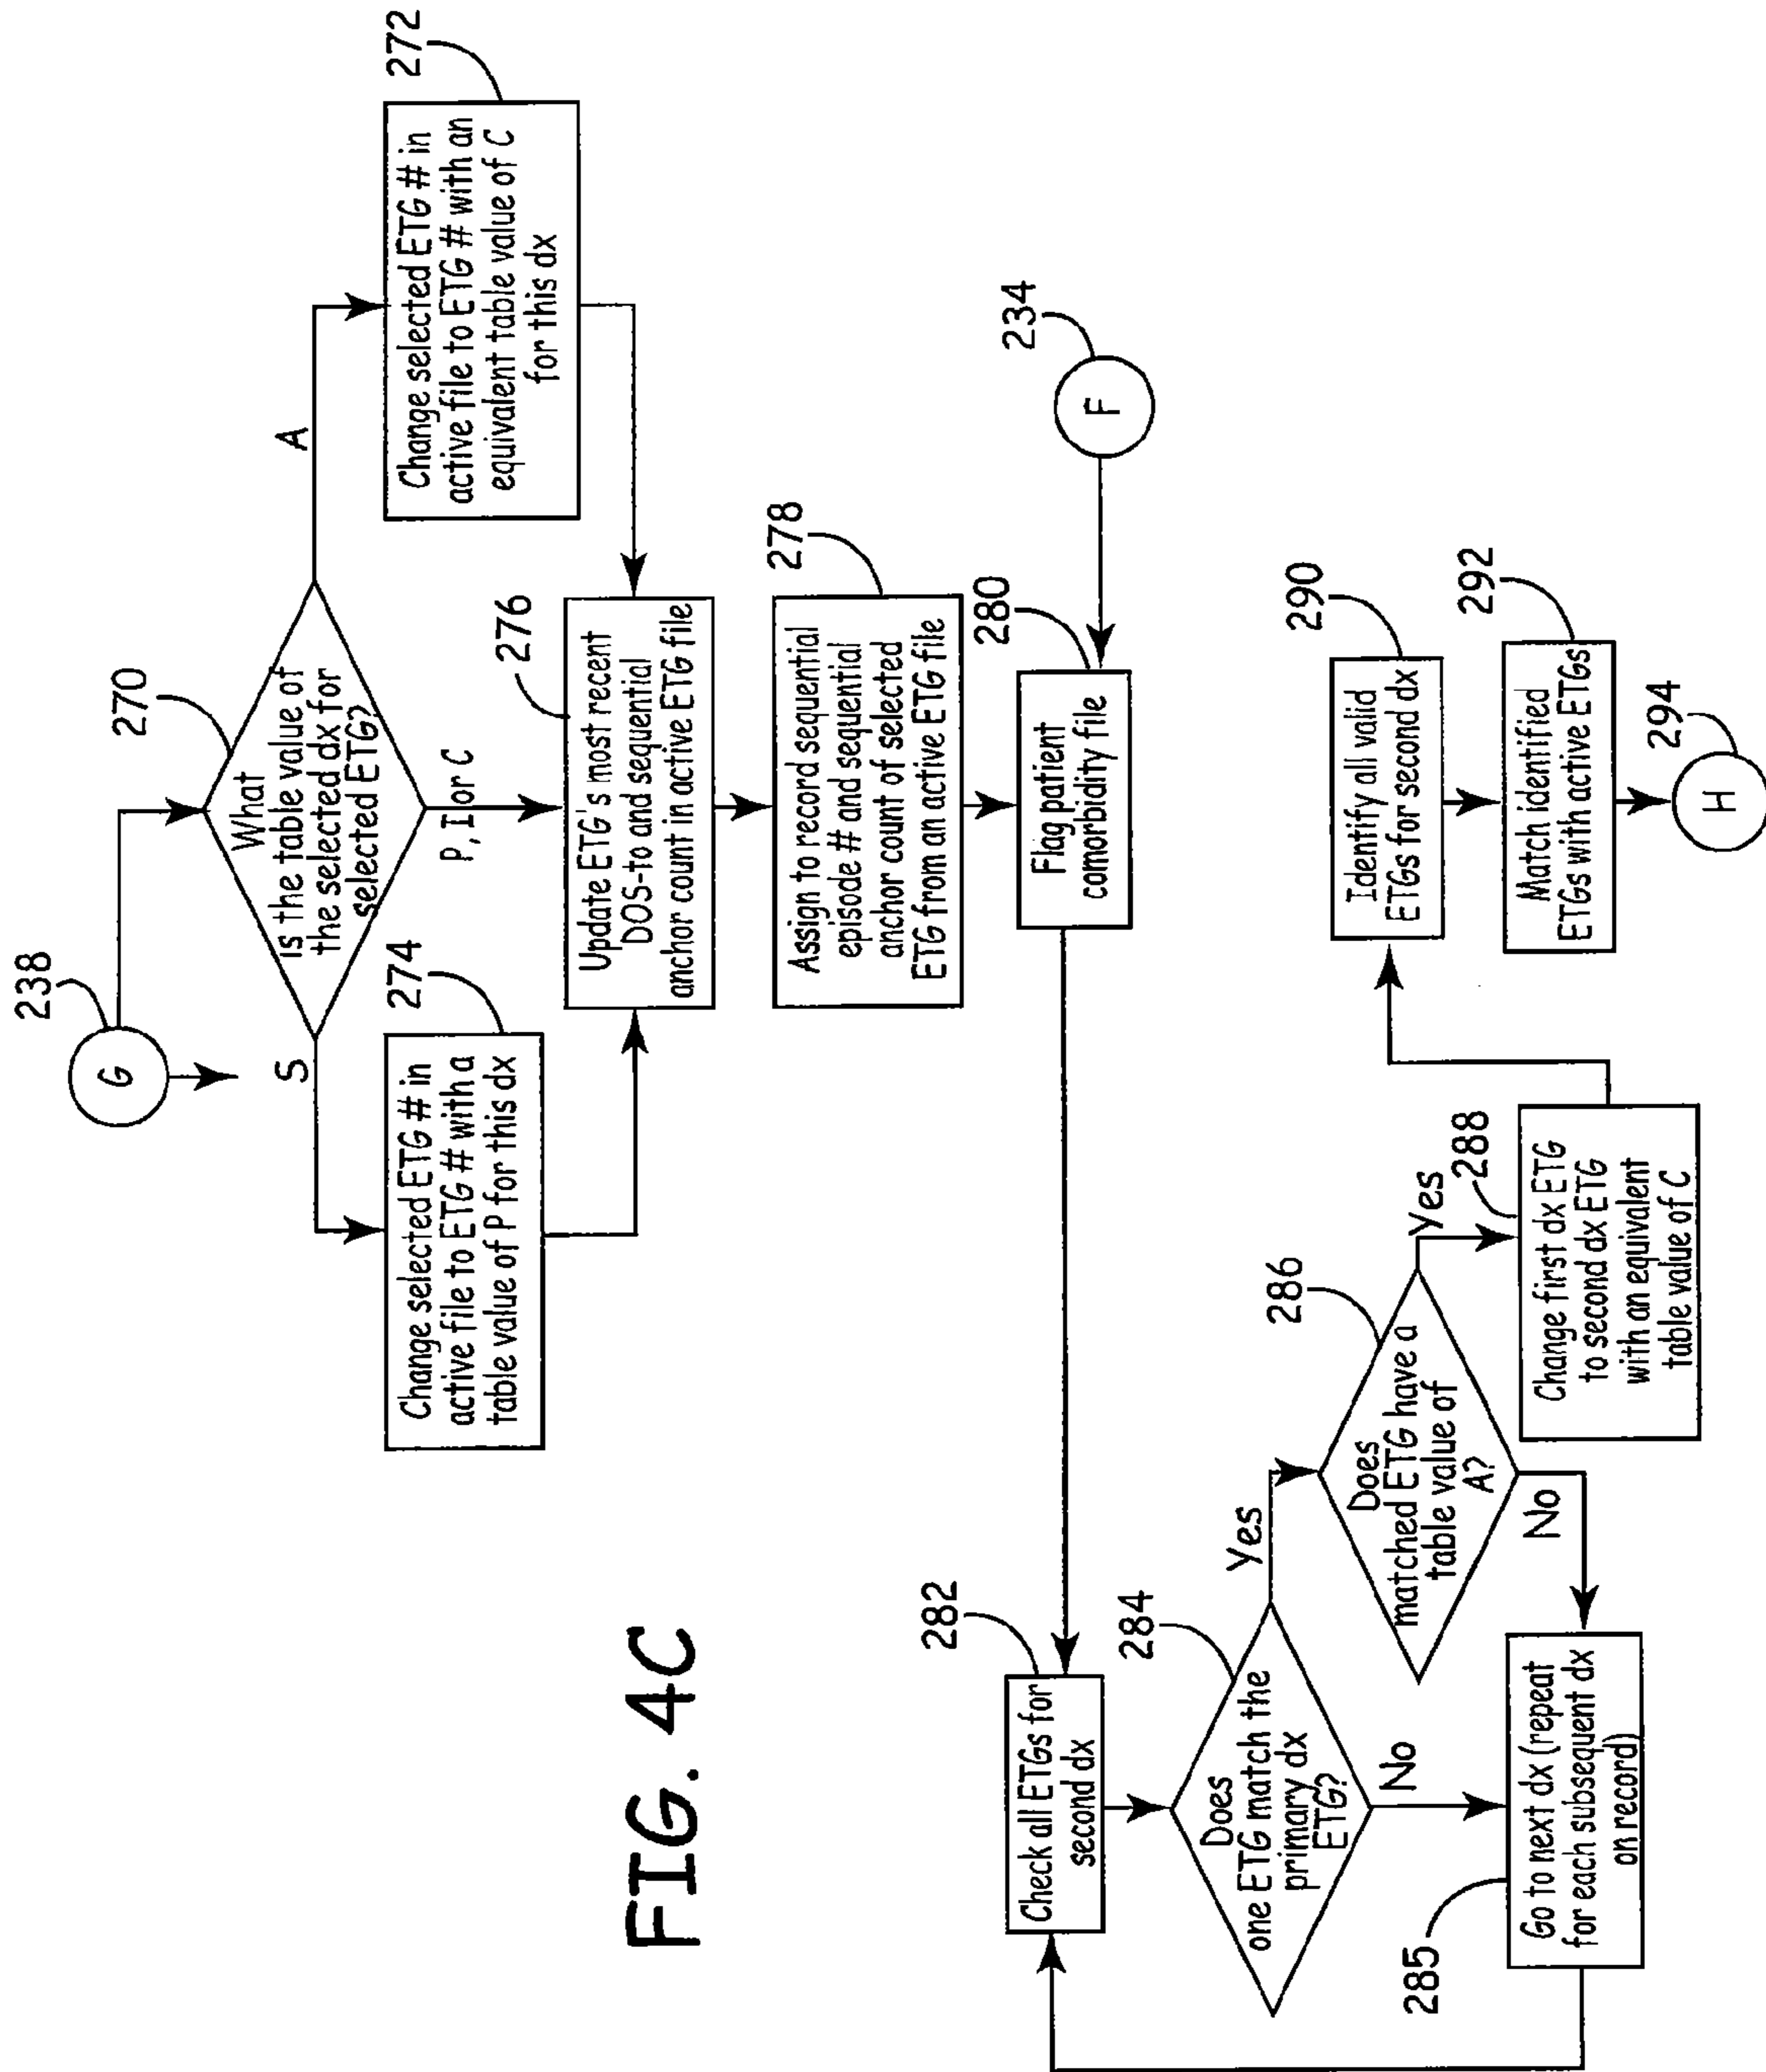 FIG. 4C
238
G
270
What
is the table value of
the selected dx for
selected ETG?
S
A
P, I or C
274
Change selected ETG # in
active file to ETG # with a
table value of P for this dx
272
Change selected ETG # in
active file to ETG # with an
equivalent table value of C
for this dx
276
Update ETG's most recent
DOS-to and sequential
anchor count in active ETG file
278
Assign to record sequential
episode # and sequential
anchor count of selected
ETG from an active ETG file
280
Flag patient
comorbidity file
234
F
282
Check all ETGs for
second dx
284
Does
one ETG match the
primary dx
ETG?
Yes
No
285
Go to next dx (repeat
for each subsequent dx
on record)
286
Does
matched ETG have a
table value of
A?
Yes
No
288
Change first dx ETG
to second dx ETG
with an equivalent
table value of C
290
Identify all valid
ETGs for second dx
292
Match identified
ETGs with active ETGs
294
H